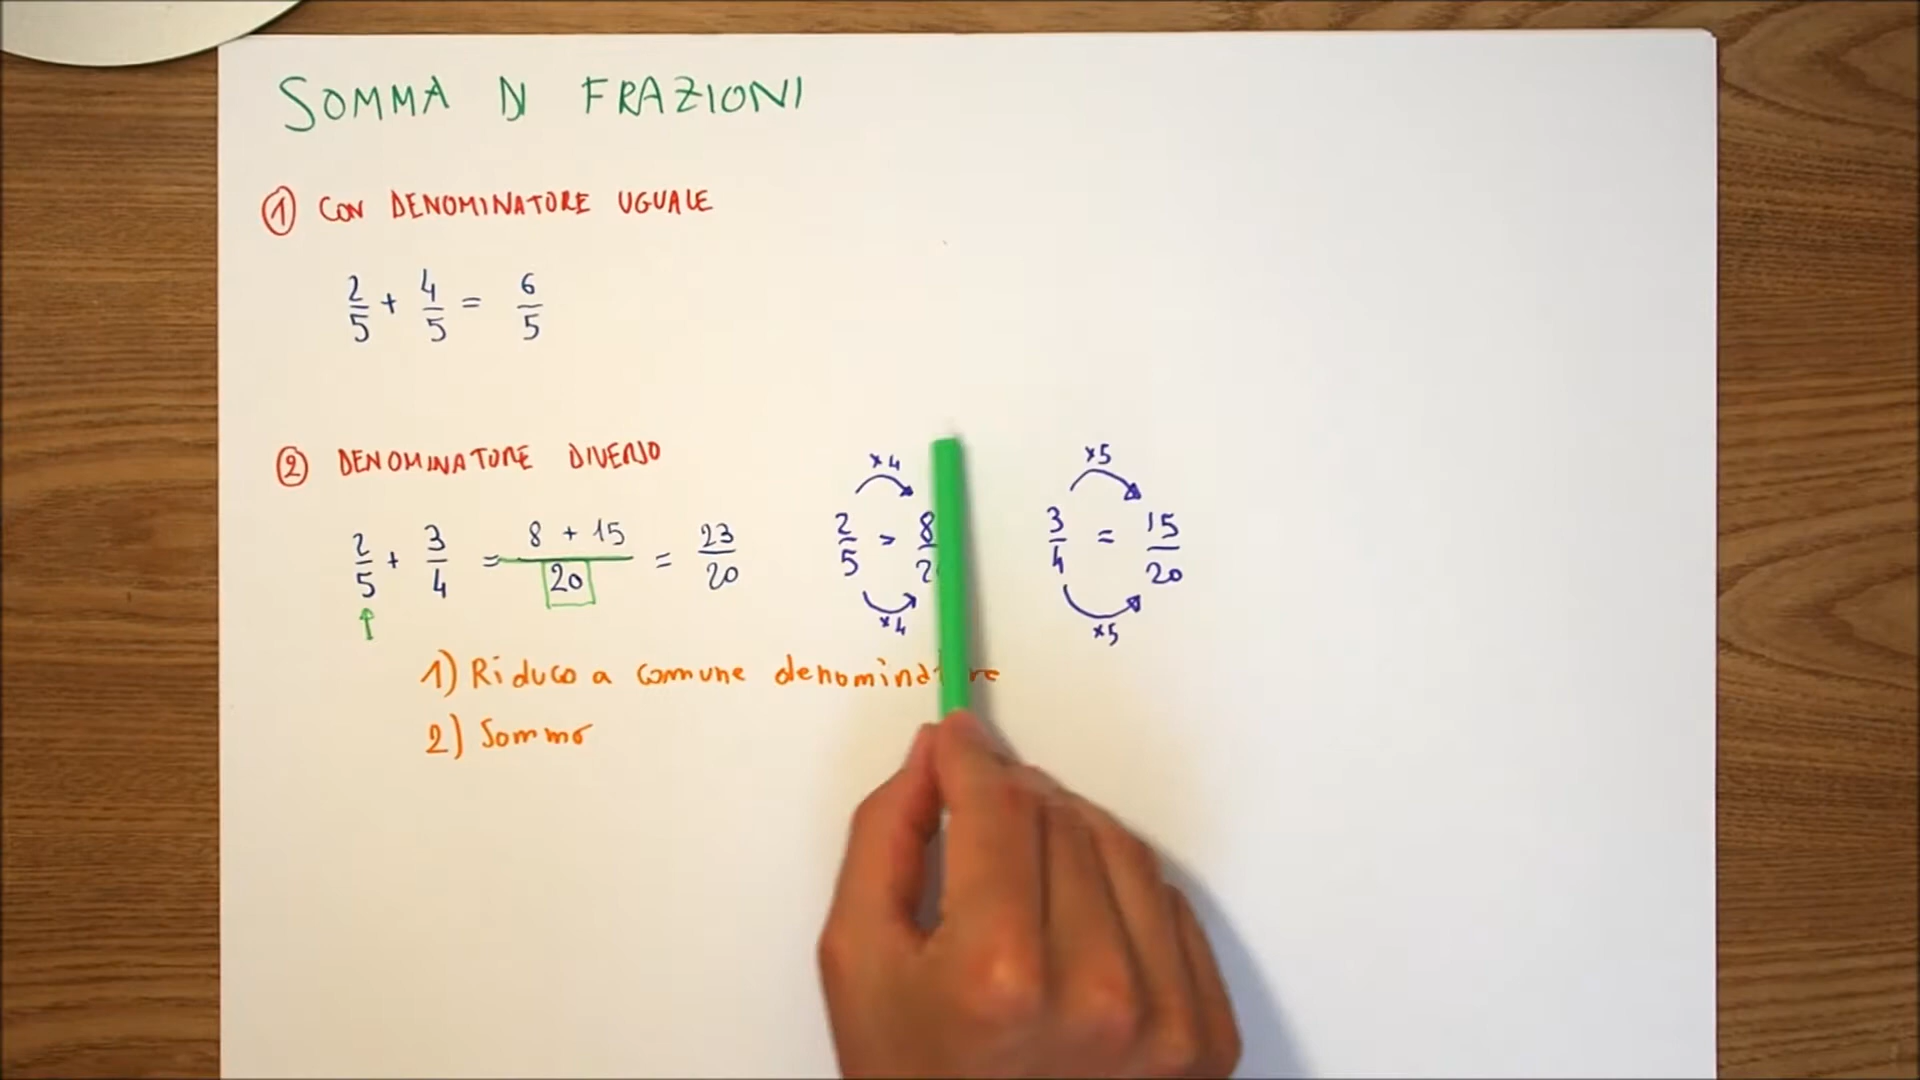 SOMMA DI FRAZIONI
① CON DENOMINATORE UGUALE
2/5 + 4/5 = 6/5
② DENOMINATORE DIVERSO
×4 ×5
2/5 + 3/4 = 8 + 15/20 = 23/20 2/5 = 8/2 3/4 = 15/20
×4 ×5
1) Riduco a comune
2) Sommo